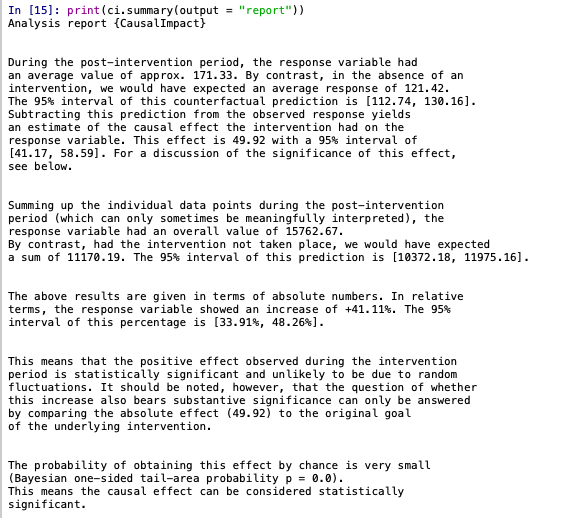 In [15]: print(ci.summary(output = "report"))
Analysis report {CausalImpact}
During the post-intervention period, the response variable had
an average value of approx. 171.33. By contrast, in the absence of an
intervention, we would have expected an average response of 121.42.
The 95% interval of this counterfactual prediction is [112.74, 130.16].
Subtracting this prediction from the observed response yields
an estimate of the causal effect the intervention had on the
response variable. This effect is 49.92 with a 95% interval of
[41.17, 58.59]. For a discussion of the significance of this effect,
see below.
Summing up the individual data points during the post-intervention
period (which can only sometimes be meaningfully interpreted), the
response variable had an overall value of 15762.67.
By contrast, had the intervention not taken place, we would have expected
a sum of 11170.19. The 95% interval of this prediction is [10372.18, 11975.16].
The above results are given in terms of absolute numbers. In relative
terms, the response variable showed an increase of +41.11%. The 95%
interval of this percentage is [33.91%, 48.26%].
This means that the positive effect observed during the intervention
period is statistically significant and unlikely to be due to random
fluctuations. It should be noted, however, that the question of whether
this increase also bears substantive significance can only be answered
by comparing the absolute effect (49.92) to the original goal
of the underlying intervention.
The probability of obtaining this effect by chance is very small
(Bayesian one-sided tail-area probability p = 0.0).
This means the causal effect can be considered statistically
significant.